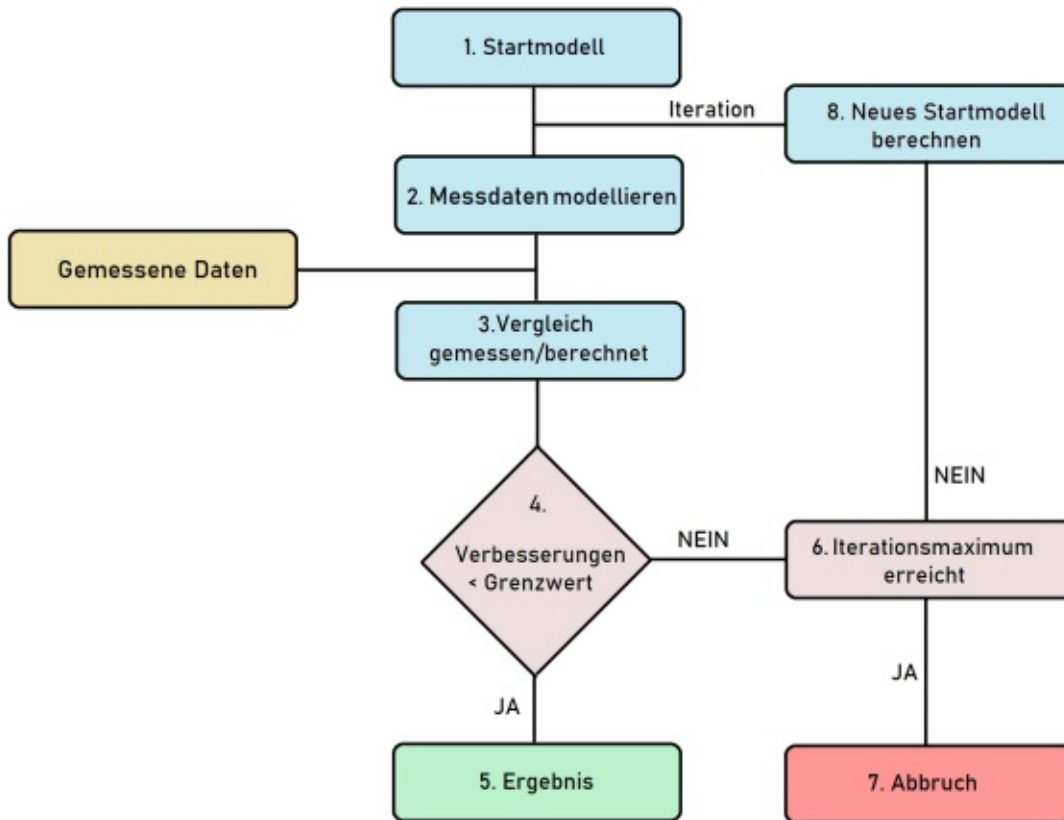 1. Startmodell
Iteration
8. Neues Startmodell
berechnen
2. Messdaten modellieren
Gemessene Daten
3.Vergleich
gemessen/berechnet
4.
Verbesserungen
< Grenzwert
NEIN
NEIN
6. Iterationsmaximum
erreicht
JA
JA
5. Ergebnis
7. Abbruch